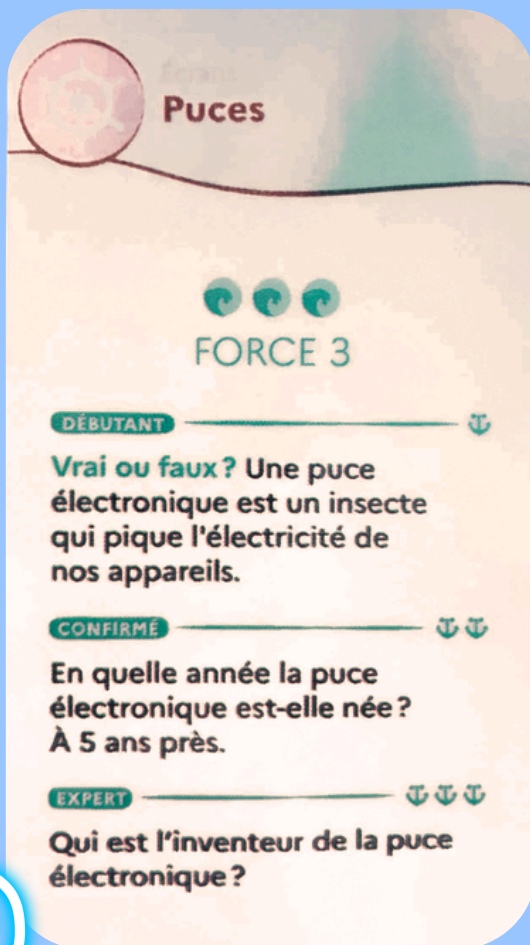 Écrans
Puces
FORCE 3
DÉBUTANT
Vrai ou faux ? Une puce
électronique est un insecte
qui pique l'électricité de
nos appareils.
CONFIRMÉ
En quelle année la puce
électronique est-elle née ?
À 5 ans près.
EXPERT
Qui est l'inventeur de la puce
électronique ?